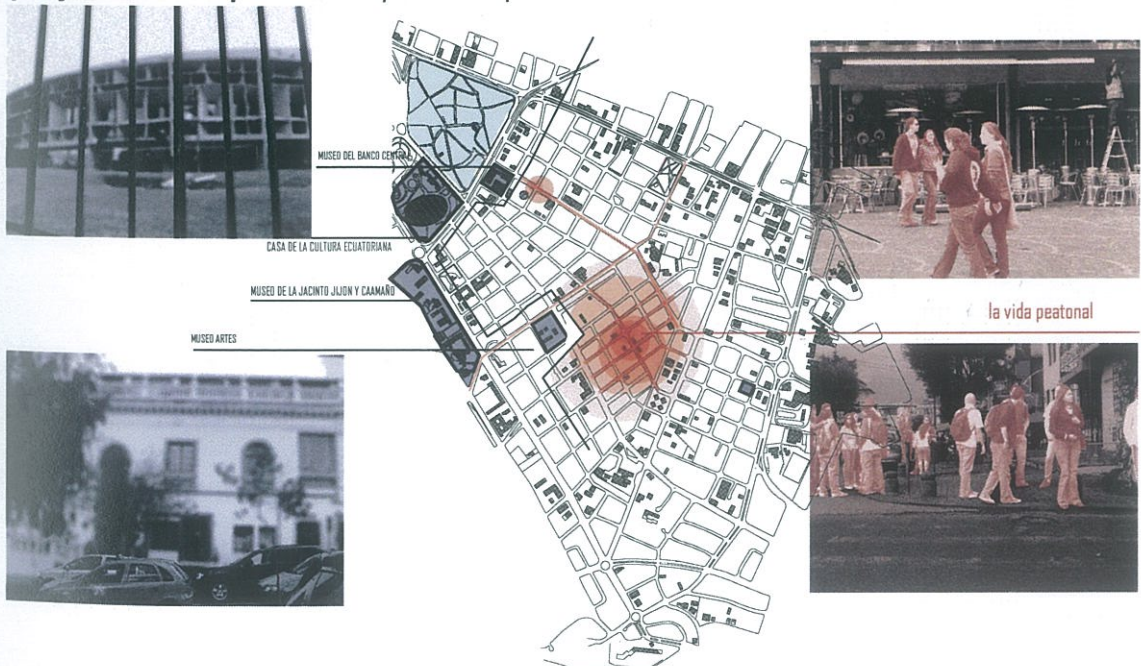 MUSEO DEL BANCO CENTRAL
CASA DE LA CULTURA ECUATORIANA
MUSEO DE LA JACINTO JIJON Y CAAMAÑO
MUSEO ARTES
la vida peatonal